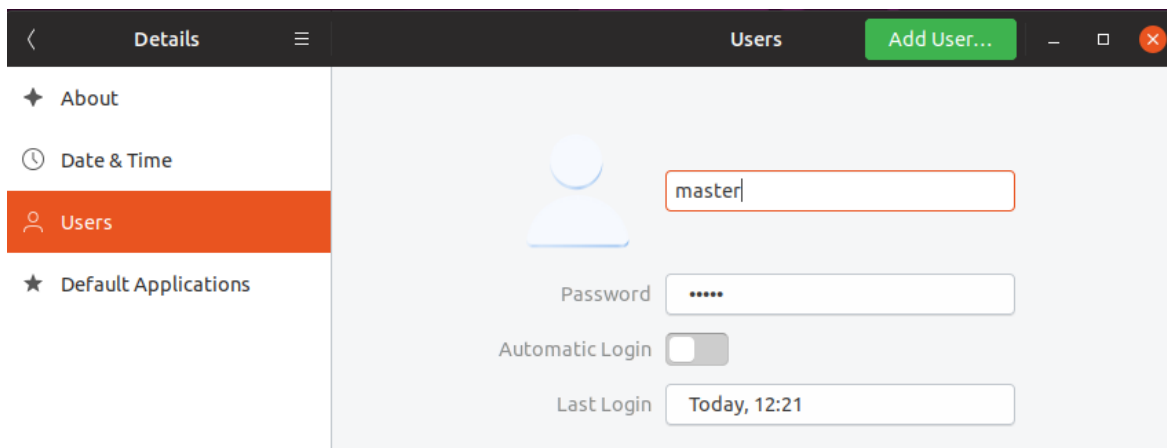 Details
Users
Add User...
About
Date & Time
Users
Default Applications
master
Password
•••••
Automatic Login
Last Login
Today, 12:21